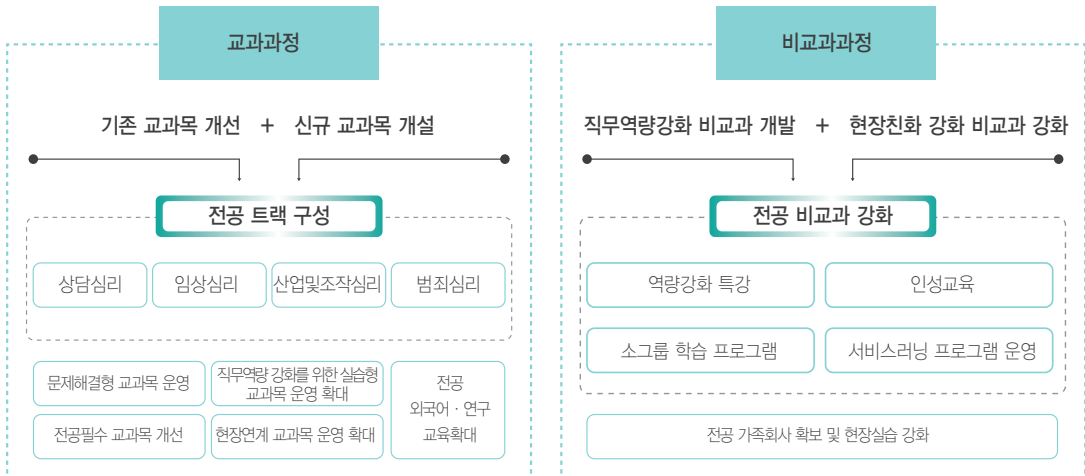 교과과정
기존 교과목 개선 + 신규 교과목 개설
전공 트랙 구성
상담심리
임상심리
산업및조작심리
범죄심리
문제해결형 교과목 운영
직무역량 강화를 위한 실습형
교과목 운영 확대
전공
외국어 · 연구
교육확대
전공필수 교과목 개선
현장연계 교과목 운영 확대
비교과과정
직무역량강화 비교과 개발 + 현장친화 강화 비교과 강화
전공 비교과 강화
역량강화 특강
인성교육
소그룹 학습 프로그램
서비스러닝 프로그램 운영
전공 가족회사 확보 및 현장실습 강화